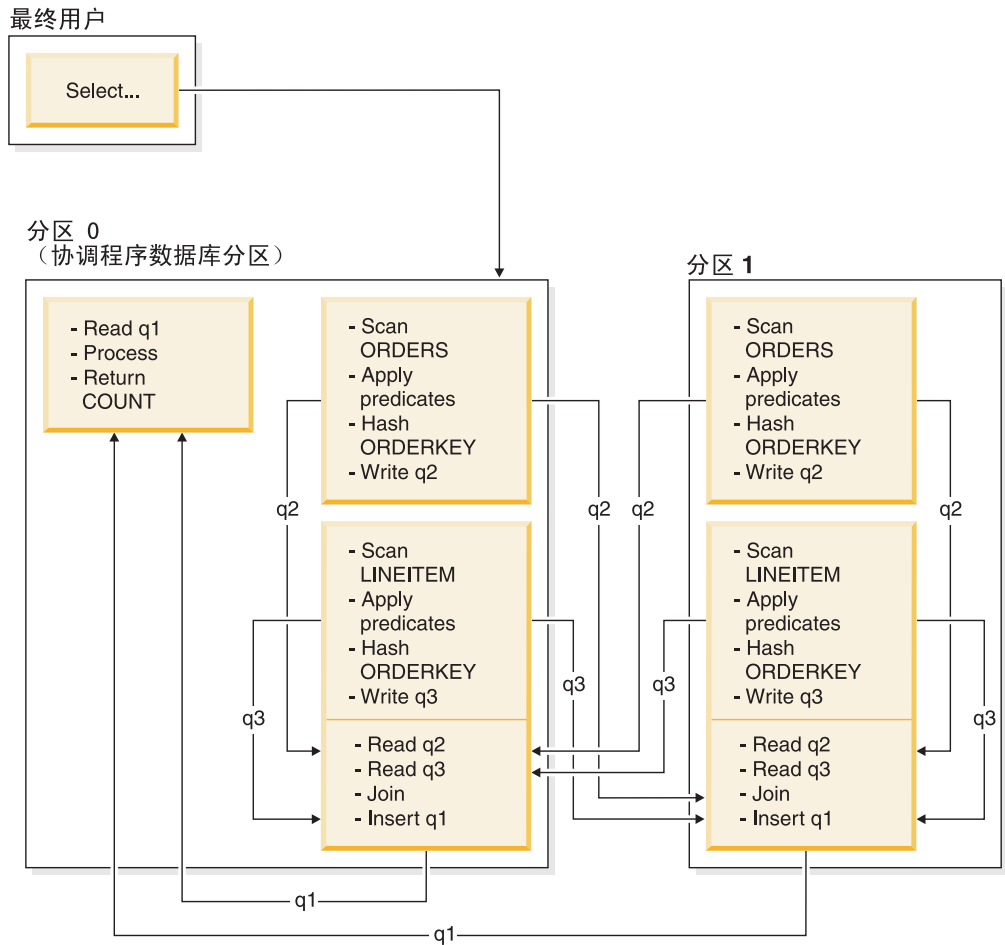 最终用户
Select...
分区 0
（协调程序数据库分区）
- Read q1
- Process
- Return
COUNT
- Scan
ORDERS
- Apply
predicates
- Hash
ORDERKEY
- Write q2
q2
q2
- Scan
LINEITEM
- Apply
predicates
- Hash
ORDERKEY
- Write q3
q3
q3
- Read q2
- Read q3
- Join
- Insert q1
分区 1
- Scan
ORDERS
- Apply
predicates
- Hash
ORDERKEY
- Write q2
q2
q2
- Scan
LINEITEM
- Apply
predicates
- Hash
ORDERKEY
- Write q3
q3
q3
- Read q2
- Read q3
- Join
- Insert q1
q1
q1